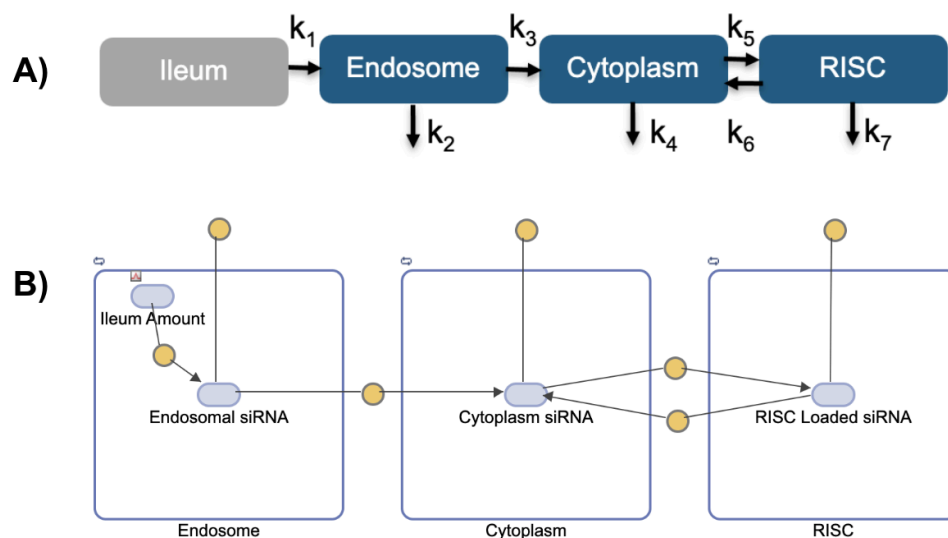 A)
Ileum
k1
Endosome
k3
Cytoplasm
k5
RISC
k2
k4
k6
k7
B)
Ileum Amount
Endosomal siRNA
Cytoplasm siRNA
RISC Loaded siRNA
Endosome
Cytoplasm
RISC